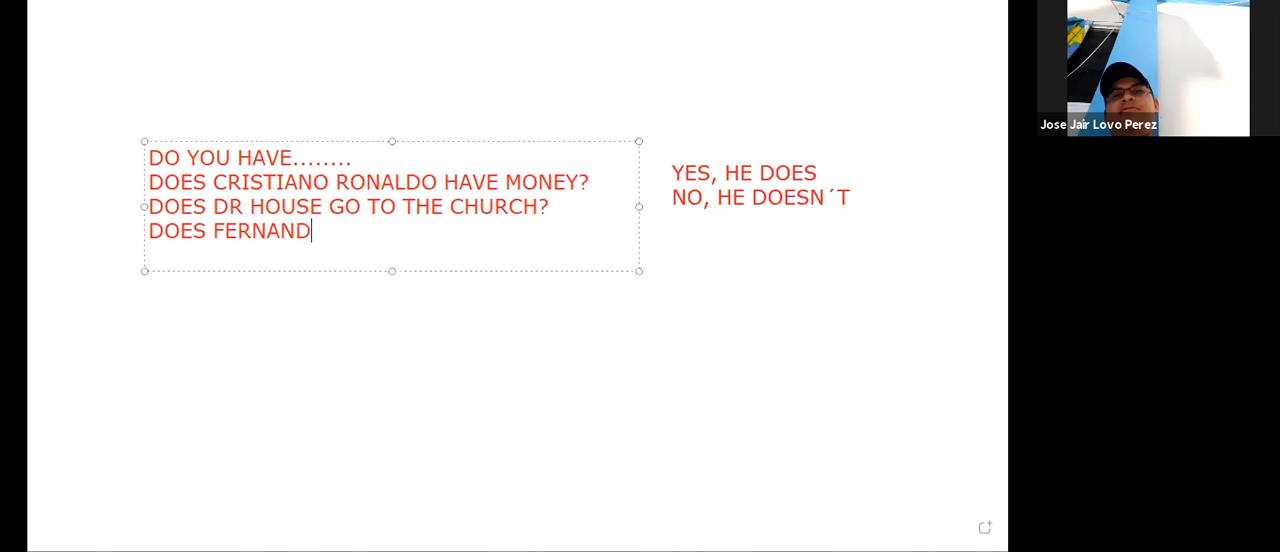 DO YOU HAVE........
DOES CRISTIANO RONALDO HAVE MONEY?
DOES DR HOUSE GO TO THE CHURCH?
DOES FERNAND
YES, HE DOES
NO, HE DOESN´T
Jose Jair Lovo Perez